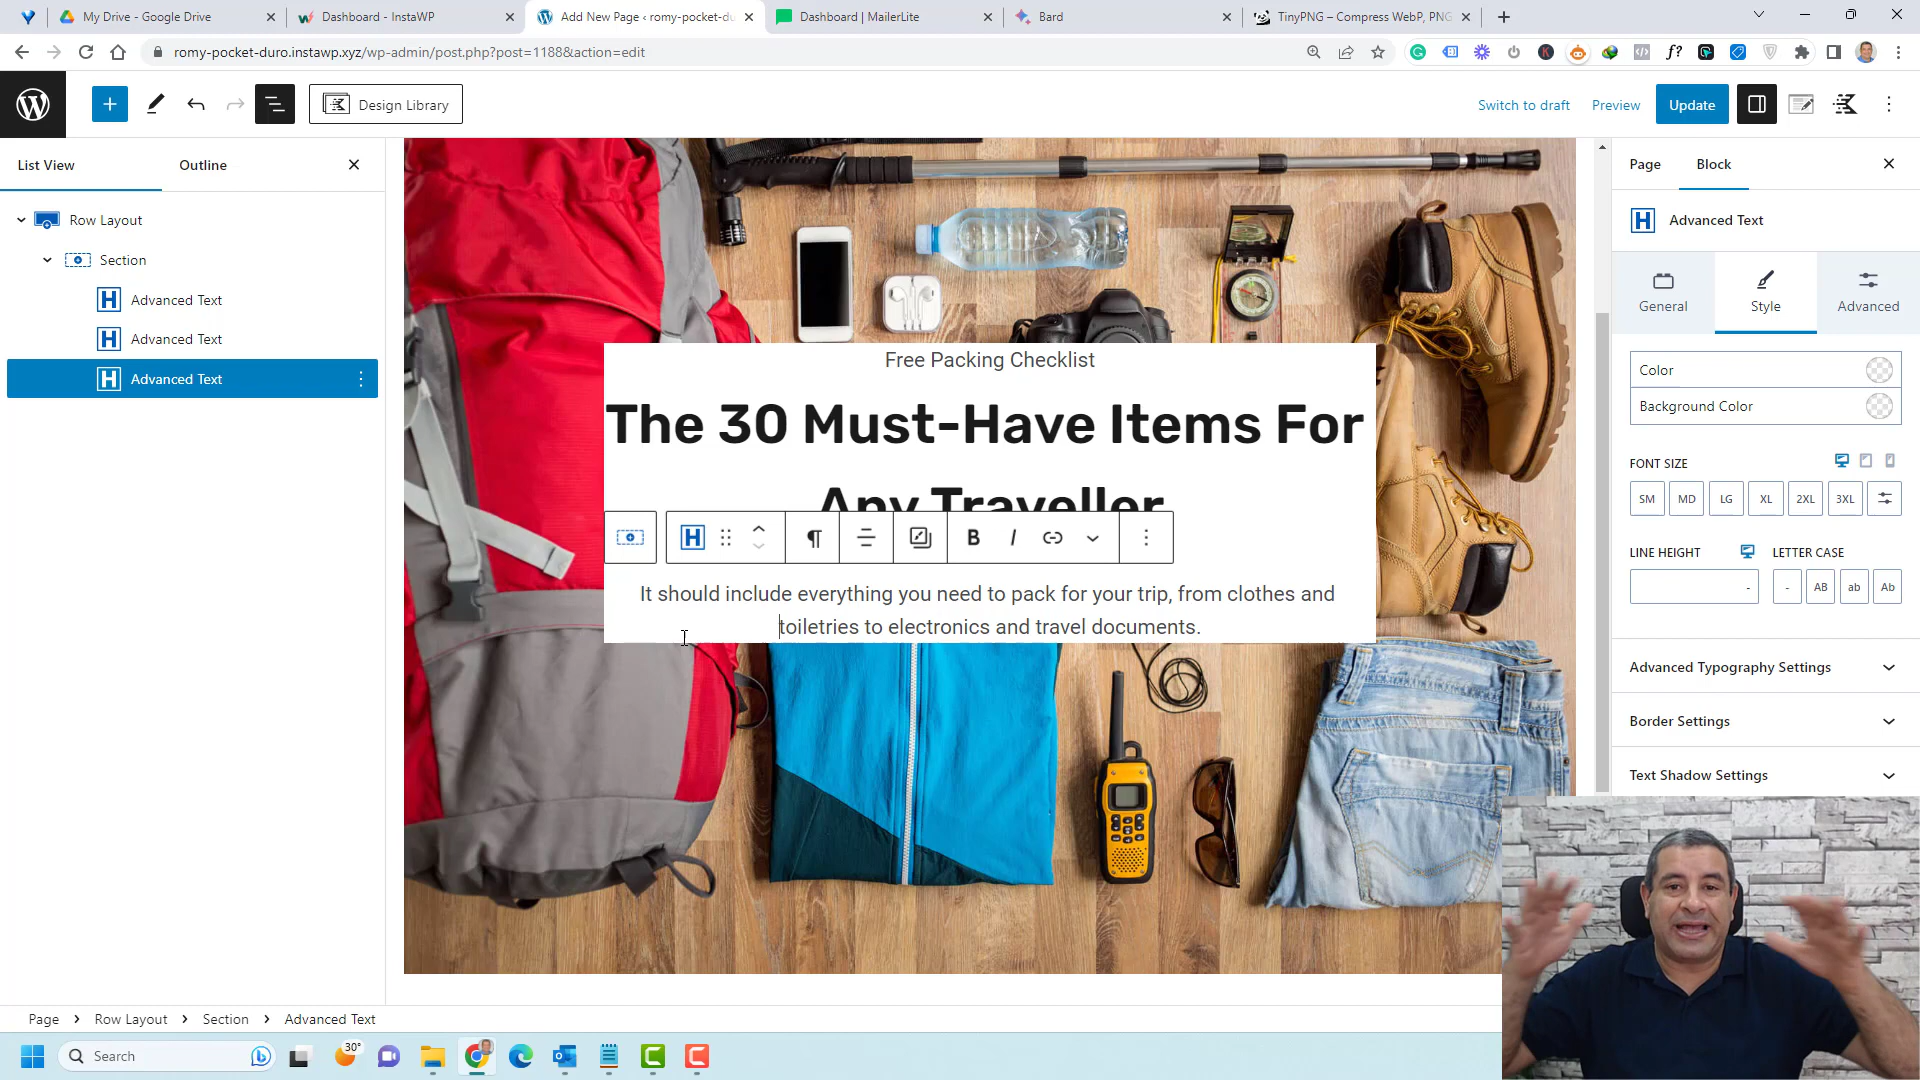 My Drive - Google Drive
Dashboard - InstaWP
Add New Page ‹ romy-pocket-du
Dashboard | MailerLite
Bard
TinyPNG – Compress WebP, PNG
romy-pocket-duro.instawp.xyz/wp-admin/post.php?post=1188&action=edit
Design Library
Switch to draft
Preview
Update
List View
Outline
Page
Block
Row Layout
Section
Advanced Text
Advanced Text
Advanced Text
Advanced Text
General
Style
Advanced
Color
Background Color
FONT SIZE
SM
MD
LG
XL
2XL
3XL
LINE HEIGHT
LETTER CASE
-
-
AB
ab
Ab
Advanced Typography Settings
Border Settings
Text Shadow Settings
Free Packing Checklist
The 30 Must-Have Items For
Any Traveller
H
B
I
It should include everything you need to pack for your trip, from clothes and
toiletries to electronics and travel documents.
Page
Row Layout
Section
Advanced Text
Search
30°